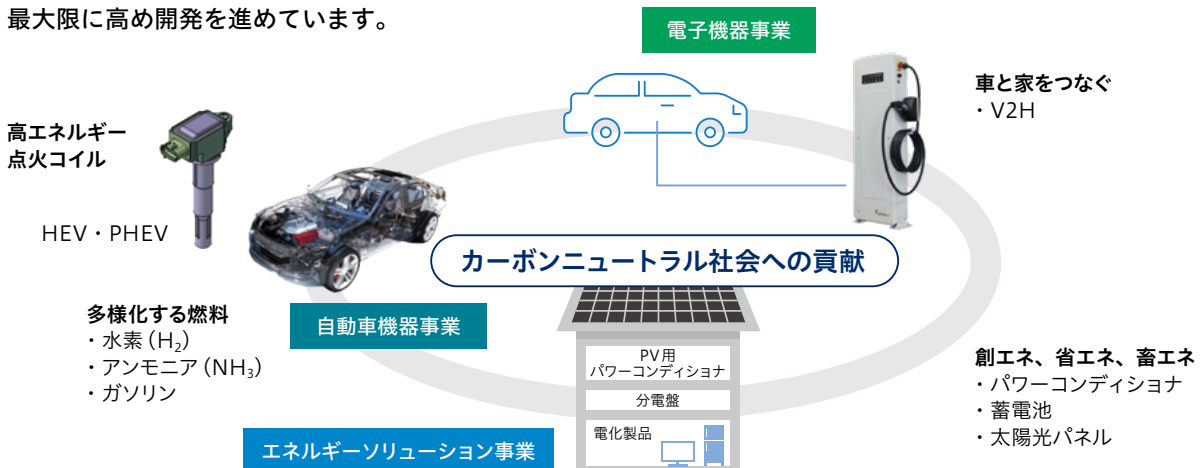 最大限に高め開発を進めています。
電子機器事業
車と家をつなぐ
・V2H
高エネルギー
点火コイル
HEV・PHEV
カーボンニュートラル社会への貢献
多様化する燃料
・水素(H₂)
・アンモニア(NH₃)
・ガソリン
自動車機器事業
PV用
パワーコンディショナ
分電盤
電化製品
創エネ、省エネ、畜エネ
・パワーコンディショナ
・蓄電池
・太陽光パネル
エネルギーソリューション事業